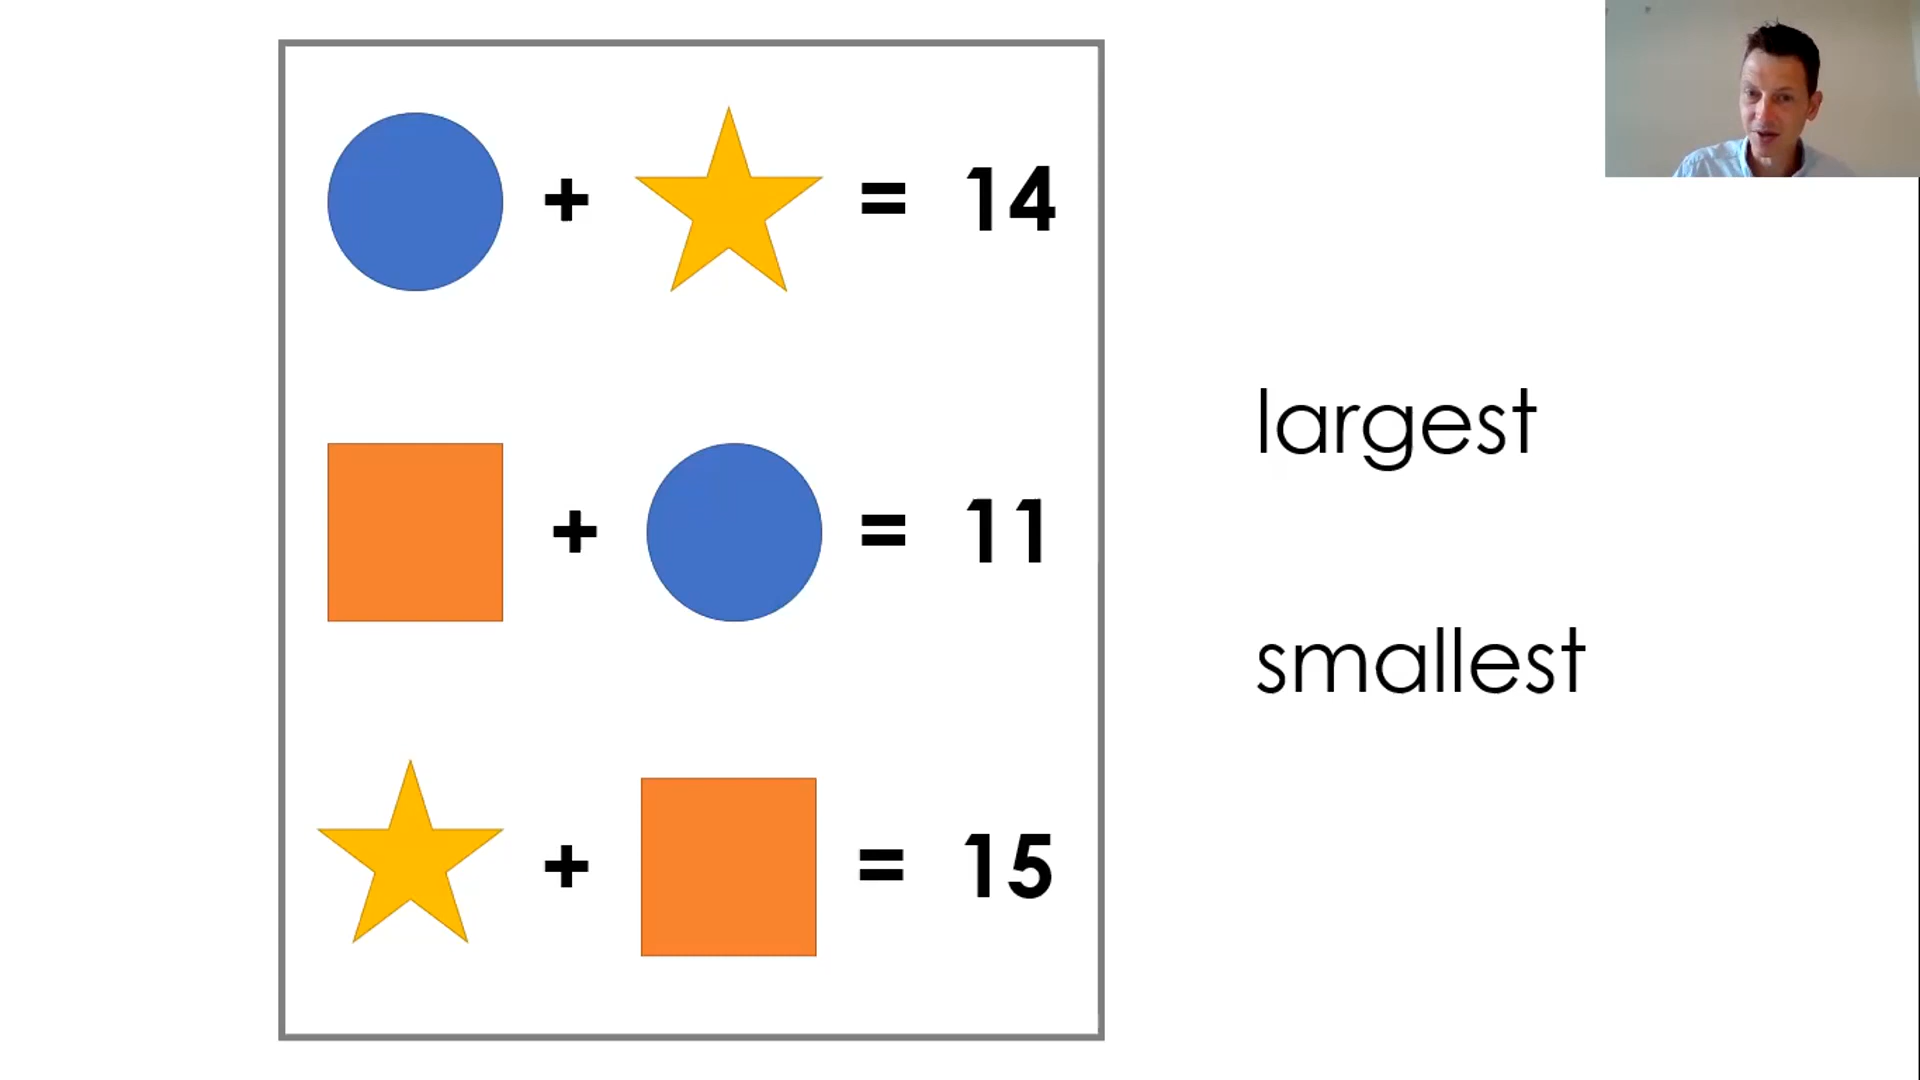 + = 14
+ = 11
+ = 15
largest
smallest